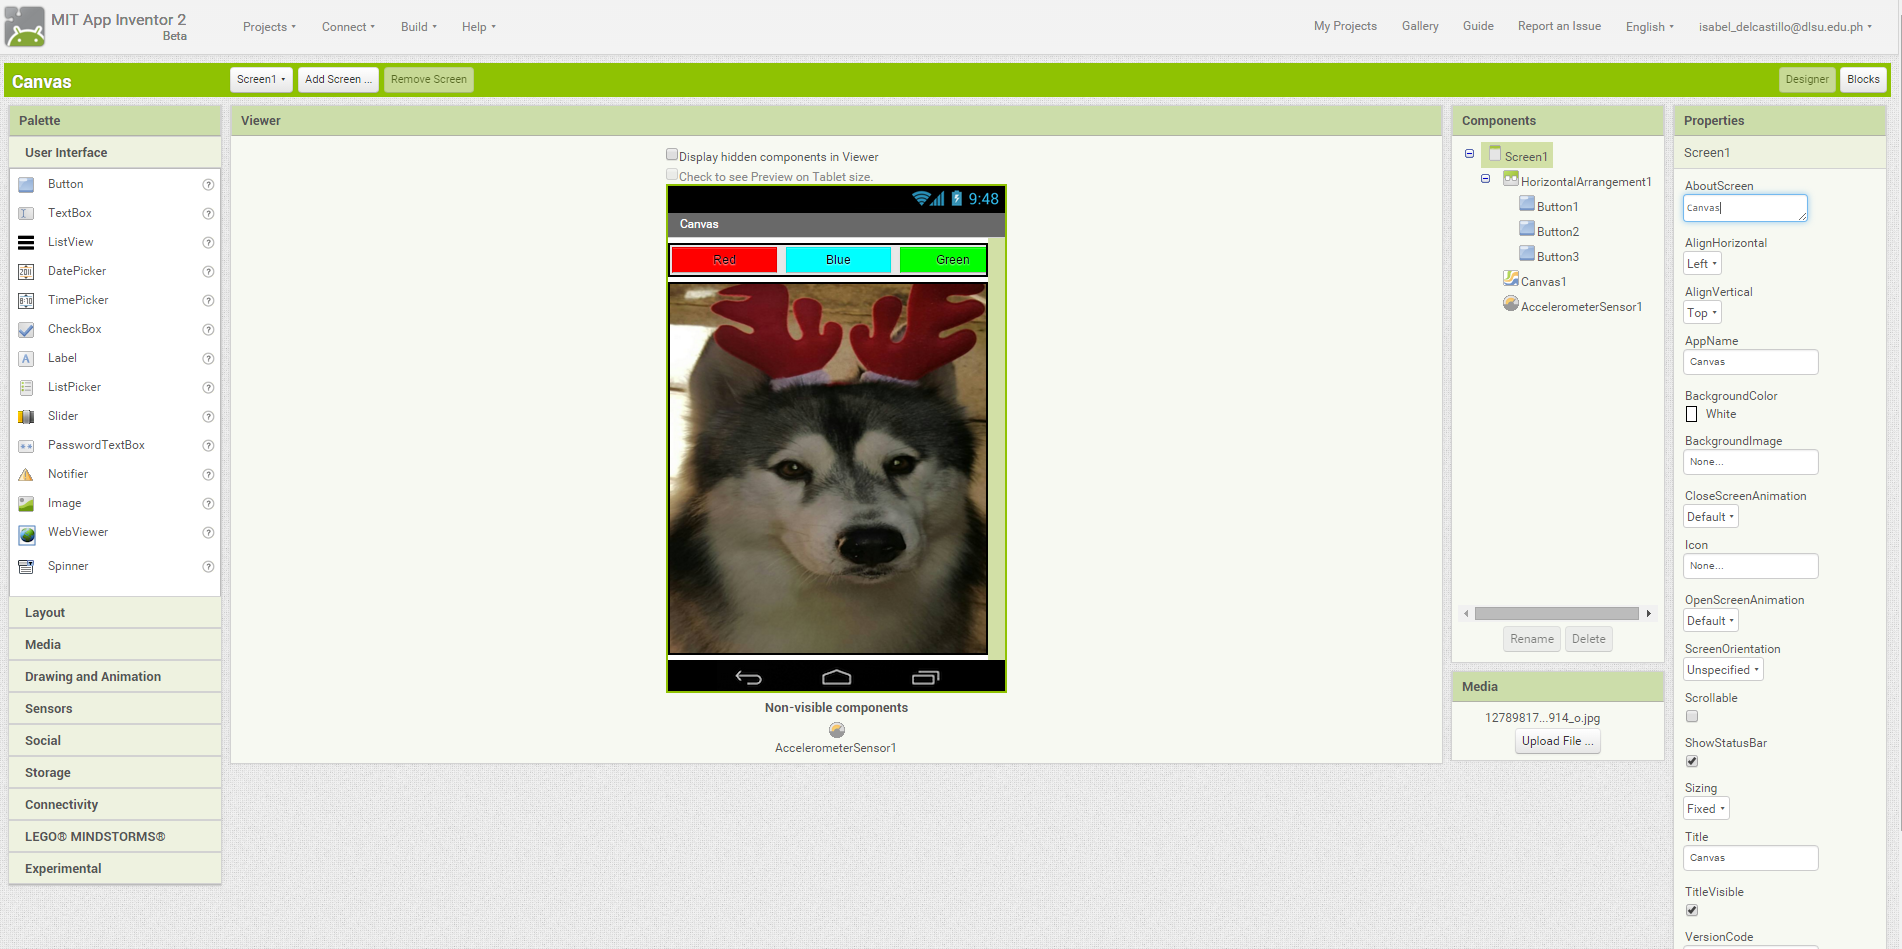 MIT App Inventor 2
Beta
Projects Connect Build Help
My Projects Gallery Guide Report an Issue English isabel_delcastillo@dlsu.edu.ph
Canvas
Screen1 Add Screen ... Remove Screen
Designer Blocks
Palette
User Interface
Button
TextBox
ListView
DatePicker
TimePicker
CheckBox
Label
ListPicker
Slider
PasswordTextBox
Notifier
Image
WebViewer
Spinner
Layout
Media
Drawing and Animation
Sensors
Social
Storage
Connectivity
LEGO® MINDSTORMS®
Experimental
Viewer
Display hidden components in Viewer
Check to see Preview on Tablet size.
9:48
Canvas
Red Blue Green
Non-visible components
AccelerometerSensor1
Components
Screen1
HorizontalArrangement1
Button1
Button2
Button3
Canvas1
AccelerometerSensor1
Rename Delete
Media
12789817...914_o.jpg
Upload File ...
Properties
Screen1
AboutScreen
Canvas
AlignHorizontal
Left
AlignVertical
Top
AppName
Canvas
BackgroundColor
White
BackgroundImage
None...
CloseScreenAnimation
Default
Icon
None...
OpenScreenAnimation
Default
ScreenOrientation
Unspecified
Scrollable
ShowStatusBar
Sizing
Fixed
Title
Canvas
TitleVisible
VersionCode